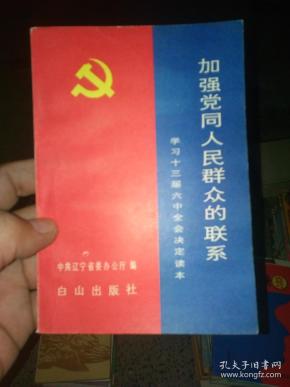 加强党同人民群众的联系
学习十三届六中全会决定读本
中共辽宁省委办公厅 编
白山出版社
孔夫子旧书网